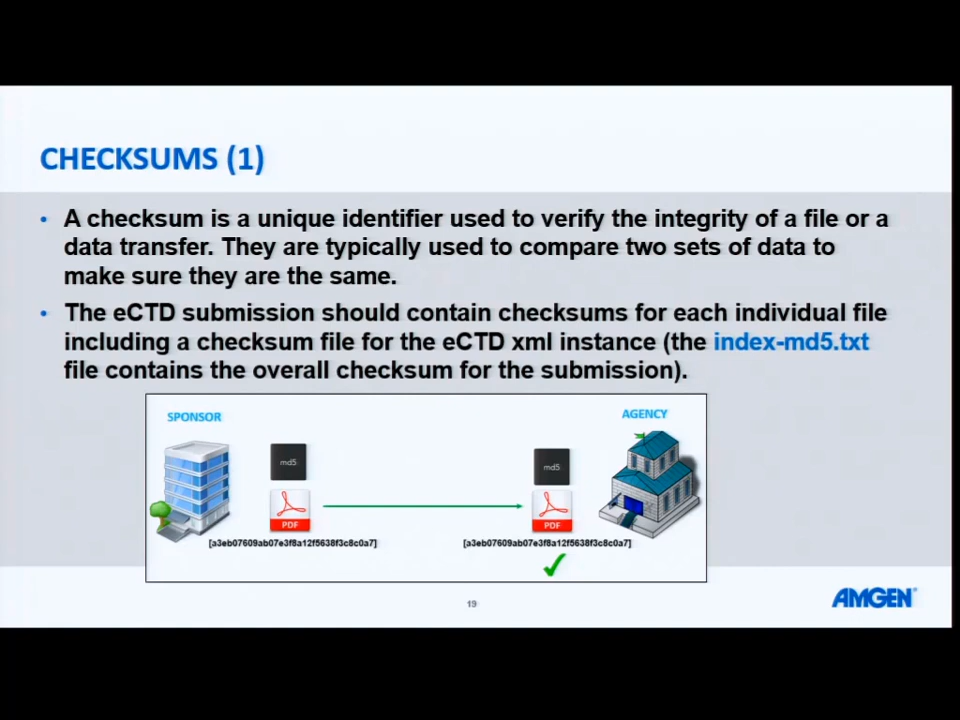 CHECKSUMS (1)
• A checksum is a unique identifier used to verify the integrity of a file or a
data transfer. They are typically used to compare two sets of data to
make sure they are the same.
• The eCTD submission should contain checksums for each individual file
including a checksum file for the eCTD xml instance (the index-md5.txt
file contains the overall checksum for the submission).
SPONSOR
AGENCY
md5
md5
PDF
PDF
[a3eb07609ab07e3f8a12f5638f3c8c0a7]
[a3eb07609ab07e3f8a12f5638f3c8c0a7]
19
AMGEN®